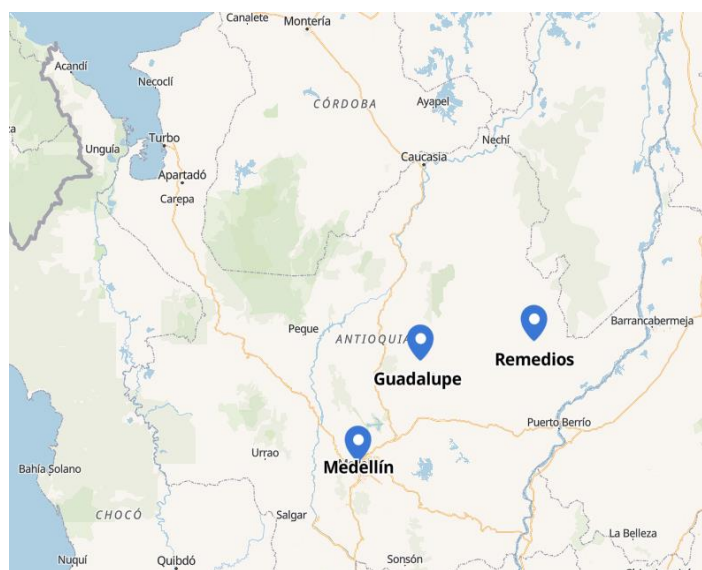 Canalete
Montería
Acandí
Necoclí
CÓRDOBA
Ayapel
Turbo
Nechí
Unguía
Caucasia
Apartadó
Carepa
Barrancabermeja
Peque
ANTIOQUIA
Remedios
Guadalupe
Puerto Berrío
Urrao
Medellín
Bahía Solano
CHOCÓ
Salgar
La Belleza
Nuquí
Quibdó
Sonsón